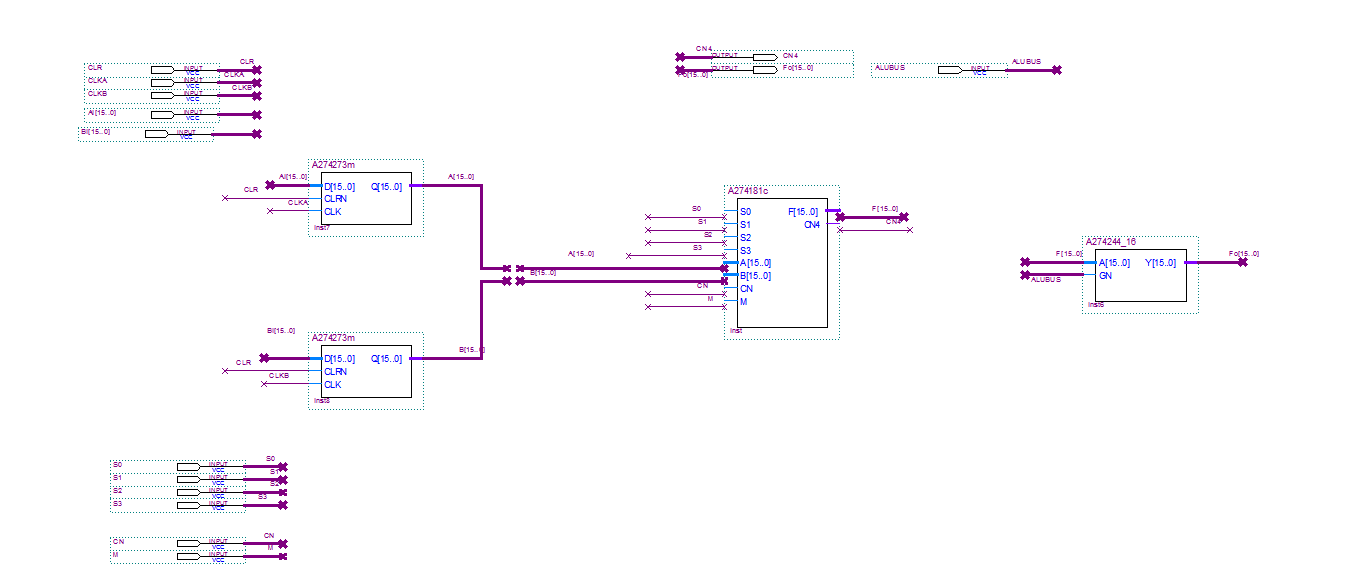 CLR INPUT VCC CLR
CLKA INPUT VCC CLKA
CLKB INPUT VCC CLKB
AI[15..0] INPUT VCC
BI[15..0] INPUT VCC
CN4 OUTPUT CN4
Fo[15..0] OUTPUT Fo[15..0]
ALUBUS INPUT VCC ALUBUS
A274273m
AI[15..0] D[15..0] Q[15..0] A[15..0]
CLR CLRN
CLKA CLK
inst7
A[15..0]
B[15..0]
A274181c
S0 S0 F[15..0] F[15..0]
S1 S1 CN4 CN4
S2 S2
S3 S3
A[15..0]
B[15..0]
CN CN
M M
inst
A274244_16
F[15..0] A[15..0] Y[15..0] Fo[15..0]
ALUBUS GN
inst6
A274273m
BI[15..0] D[15..0] Q[15..0] B[15..0]
CLR CLRN
CLKB CLK
inst8
S0 INPUT VCC S0
S1 INPUT VCC S1
S2 INPUT VCC S2
S3 INPUT VCC S3
CN INPUT VCC CN
M INPUT VCC M